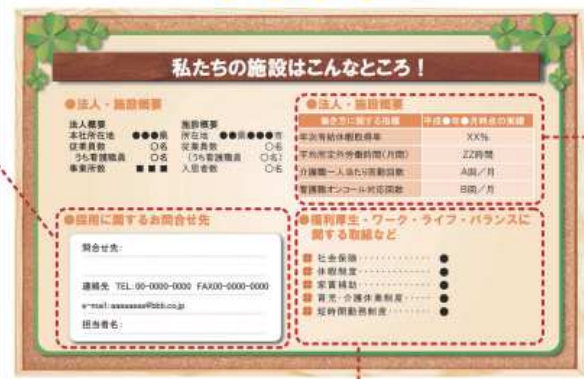 私たちの施設はこんなところ！
●法人・施設概要
法人概要
本社所在地 ●●●県
従業員数 〇名
うち看護職員 〇名
事業所数 ■ ■ ■
施設概要
所在地 ●●県●●●市
従業員数 〇名
（うち看護職員 〇名）
入居者数 〇名
●法人・施設概要
働き方に関する指標 平成●年●月時点の実績
年次有給休暇取得率 XX％
平均所定外労働時間（月間） ZZ時間
介護職一人当たり夜勤回数 A回／月
看護職オンコール対応回数 B回／月
●採用に関するお問合せ先
問合せ先：
連絡先 TEL:00-0000-0000 FAX00-0000-0000
e-mail:aaaaaaaa@bbb.co.jp
担当者名：
●福利厚生・ワーク・ライフ・バランスに
関する取組など
社会保険・・・・・・・・・・・・● 
休暇制度・・・・・・・・・・・・● 
家賃補助・・・・・・・・・・・・● 
育児・介護休業制度・・・・・・● 
短時間勤務制度・・・・・・・・●